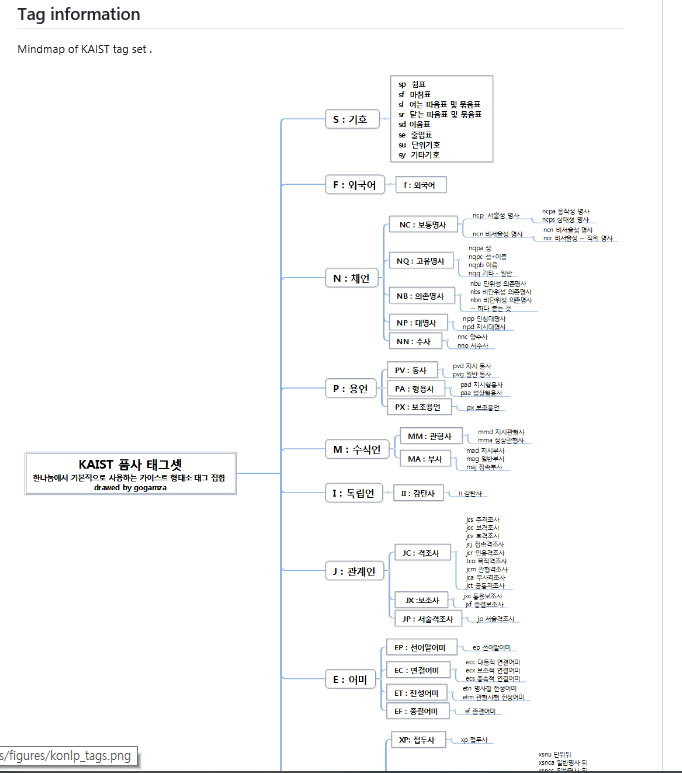 Tag information
Mindmap of KAIST tag set .
sp 쉼표
sf 마침표
sl 여는 따옴표 및 묶음표
sr 닫는 따옴표 및 묶음표
sd 이음표
se 줄임표
su 단위기호
sy 기타기호
S : 기호
F : 외국어
f : 외국어
N : 체언
NC : 보통명사
ncp 서술성 명사
ncpa 동작성 명사
ncps 상태성 명사
ncn 비서술성 명사
ncn 비서술성 명사
ncr 비서술성 -- 직위 명사
NQ : 고유명사
nqpa 성
nqpc 성+이름
nqpb 이름
nqq 기타 - 일반
NB : 의존명사
nbu 단위성 의존명사
nbs 비단위성 의존명사
nbn 비단위성 의존명사
-- 하다 붙는 것
NP : 대명사
npp 인칭대명사
npd 지시대명사
NN : 수사
nnc 양수사
nno 서수사
P : 용언
PV : 동사
pvd 지시 동사
pvg 일반 동사
PA : 형용사
pad 지시형용사
paa 성상형용사
PX : 보조용언
px 보조용언
M : 수식언
MM : 관형사
mmd 지시관형사
mma 성상관형사
MA : 부사
mad 지시부사
mag 일반부사
maj 접속부사
KAIST 품사 태그셋
한나눔에서 기본적으로 사용하는 카이스트 형태소 태그 집합
drawed by gogamza
I : 독립언
II : 감탄사
ii 감탄사
J : 관계언
JC : 격조사
jcs 주격조사
jcc 보격조사
jcv 호격조사
jcj 접속격조사
jcr 인용격조사
jco 목적격조사
jcm 관형격조사
jca 부사격조사
jct 공동격조사
JX :보조사
jxc 통용보조사
jxf 종결보조사
JP : 서술격조사
jp 서술격조사
E : 어미
EP : 선어말어미
ep 선어말어미
EC : 연결어미
ecc 대등적 연결어미
ecx 보조적 연결어미
ecs 종속적 연결어미
ET : 전성어미
etn 명사형 전성어미
etm 관형사형 전성어미
EF : 종결어미
ef 종결어미
XP: 접두사
xp 접두사
s/figures/konlp_tags.png
xsnu 단위뒤
xsnca 일반명사 뒤